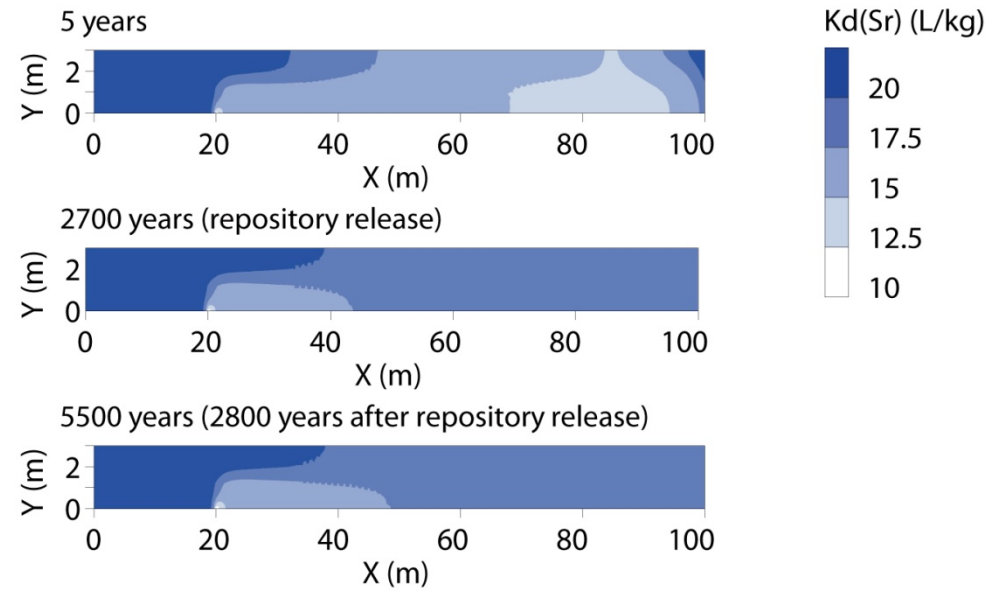 5 years
Kd(Sr) (L/kg)
Y (m)
2
0
0 20 40 60 80 100
X (m)
20
17.5
15
12.5
10
2700 years (repository release)
Y (m)
2
0
0 20 40 60 80 100
X (m)
5500 years (2800 years after repository release)
Y (m)
2
0
0 20 40 60 80 100
X (m)